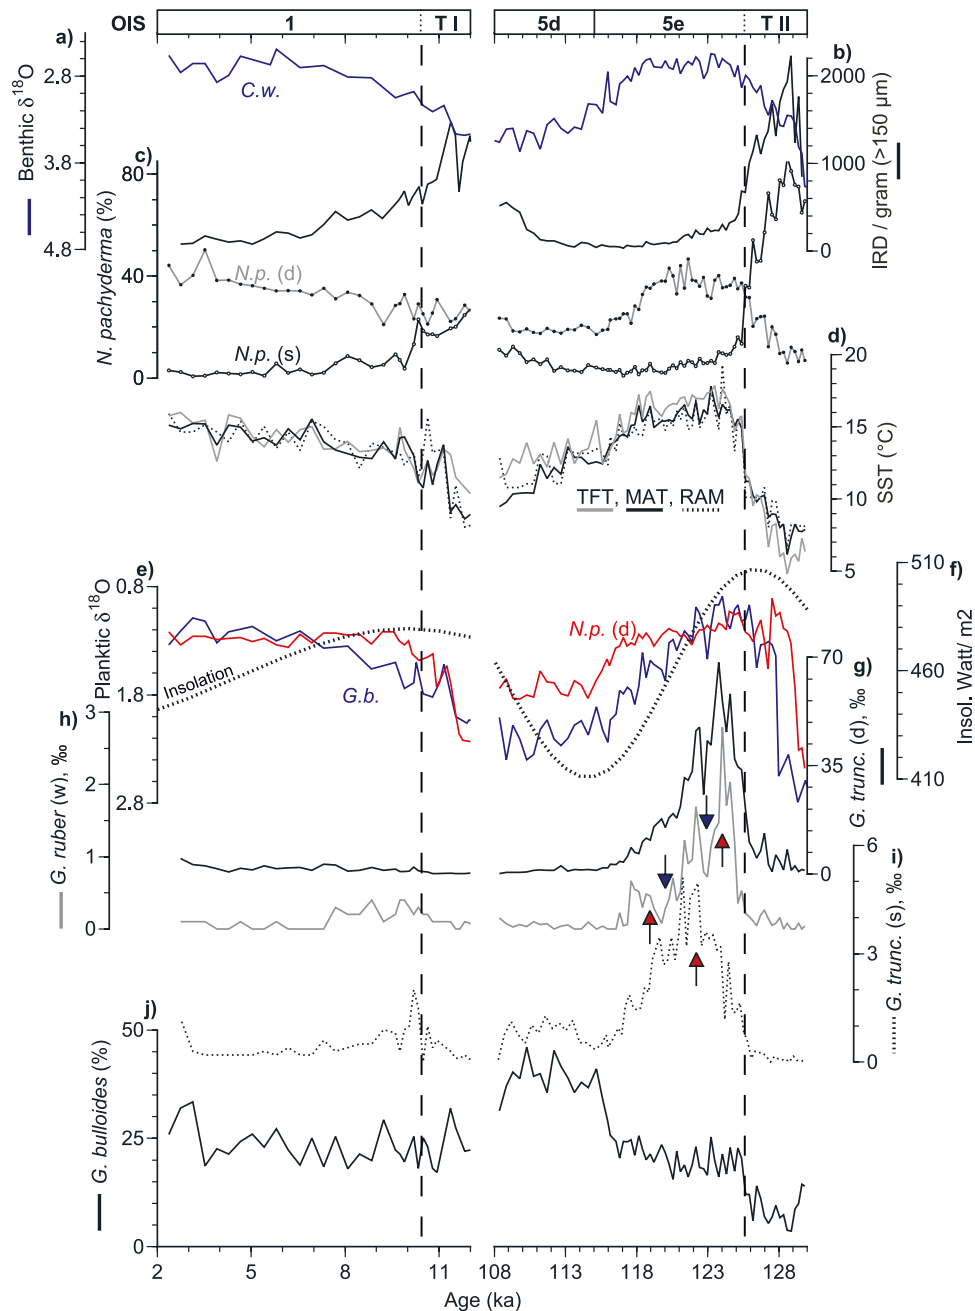 OIS 1 T I 5d 5e T II
a) b)
Benthic δ18O
2.8
3.8
4.8
C.w.
2000
1000
0
IRD / gram (>150 µm)
c)
80
40
0
N. pachyderma (%)
N.p. (d)
N.p. (s)
d)
20
15
10
5
SST (°C)
TFT, MAT, RAM
e)
0.8
1.8
2.8
Planktic δ18O
Insolation
G.b.
N.p. (d)
f)
510
460
410
Insol. Watt/ m2
g)
70
35
0
G. trunc. (d), ‰
h)
3
2
1
0
G. ruber (w), ‰
i)
6
3
0
G. trunc. (s), ‰
j)
50
25
0
G. bulloides (%)
2 5 8 11 108 113 118 123 128
Age (ka)